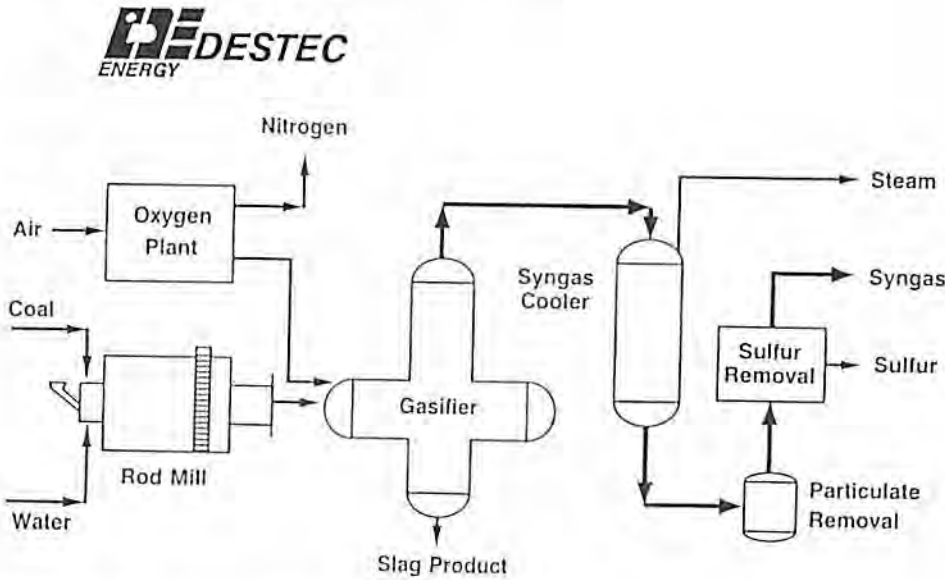 DESTEC
ENERGY
Nitrogen
Oxygen
Plant
Air
Steam
Syngas
Cooler
Syngas
Coal
Sulfur
Removal
Sulfur
Gasifier
Rod Mill
Particulate
Removal
Water
Slag Product